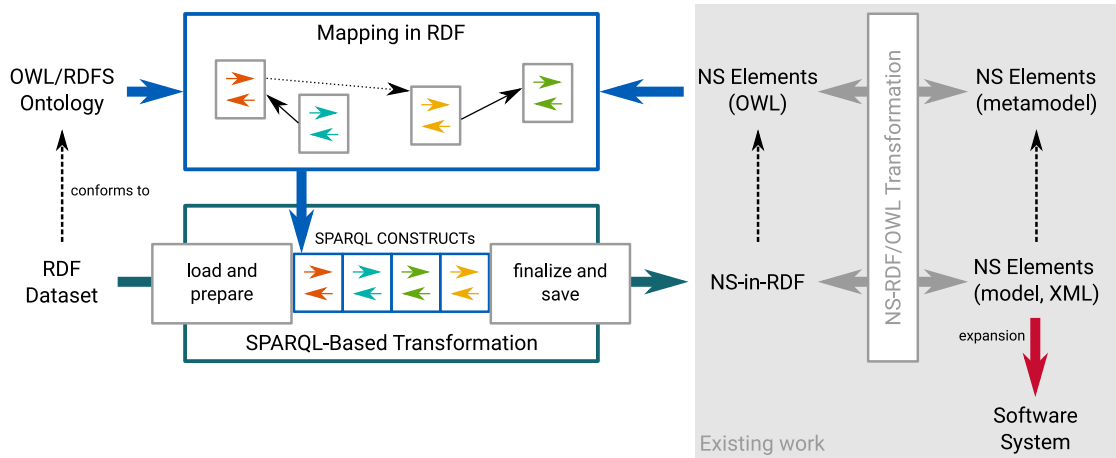 Mapping in RDF
OWL/RDFS
Ontology
conforms to
RDF
Dataset
SPARQL CONSTRUCTs
load and
prepare
finalize and
save
SPARQL-Based Transformation
NS Elements
(OWL)
NS-in-RDF
NS-RDF/OWL Transformation
NS Elements
(metamodel)
NS Elements
(model, XML)
expansion
Software
System
Existing work